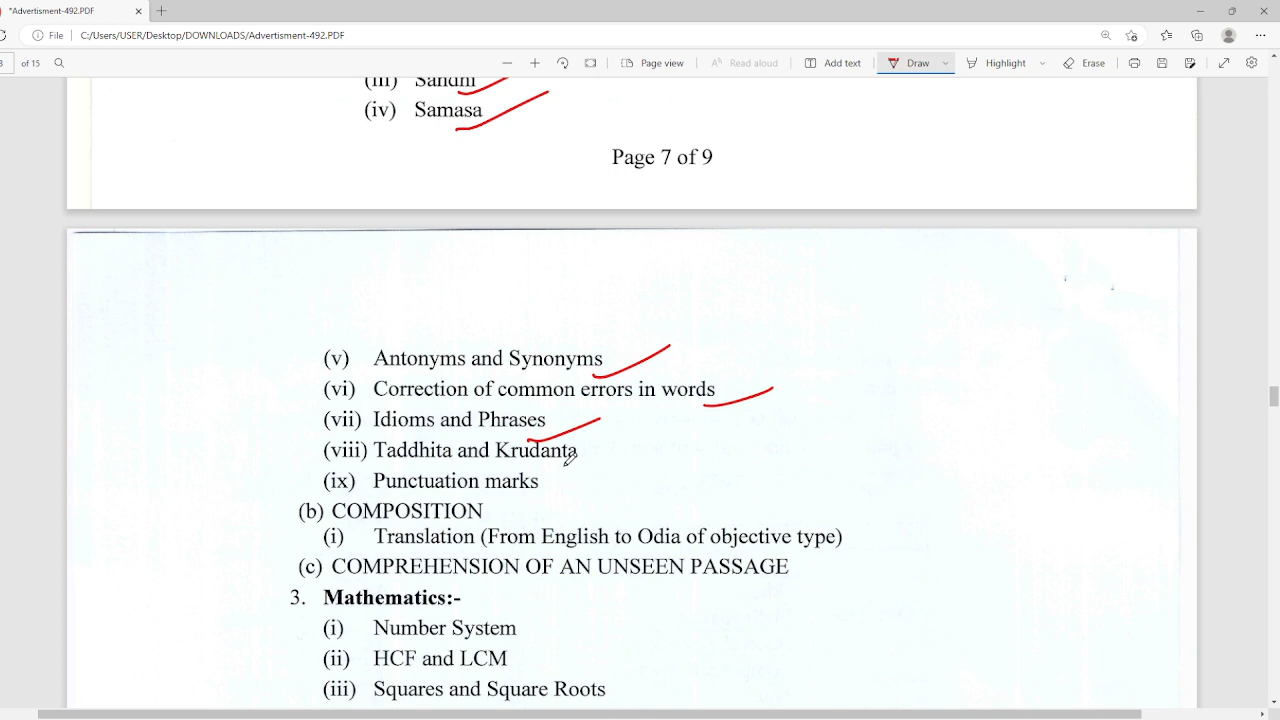 *Advertisment-492.PDF
File C:/Users/USER/Desktop/DOWNLOADS/Advertisment-492.PDF
of 15 Page view Read aloud Add text Draw Highlight Erase
(iii) Sandhi
(iv) Samasa
Page 7 of 9
(v) Antonyms and Synonyms
(vi) Correction of common errors in words
(vii) Idioms and Phrases
(viii) Taddhita and Krudanta
(ix) Punctuation marks
(b) COMPOSITION
(i) Translation (From English to Odia of objective type)
(c) COMPREHENSION OF AN UNSEEN PASSAGE
3. Mathematics:-
(i) Number System
(ii) HCF and LCM
(iii) Squares and Square Roots